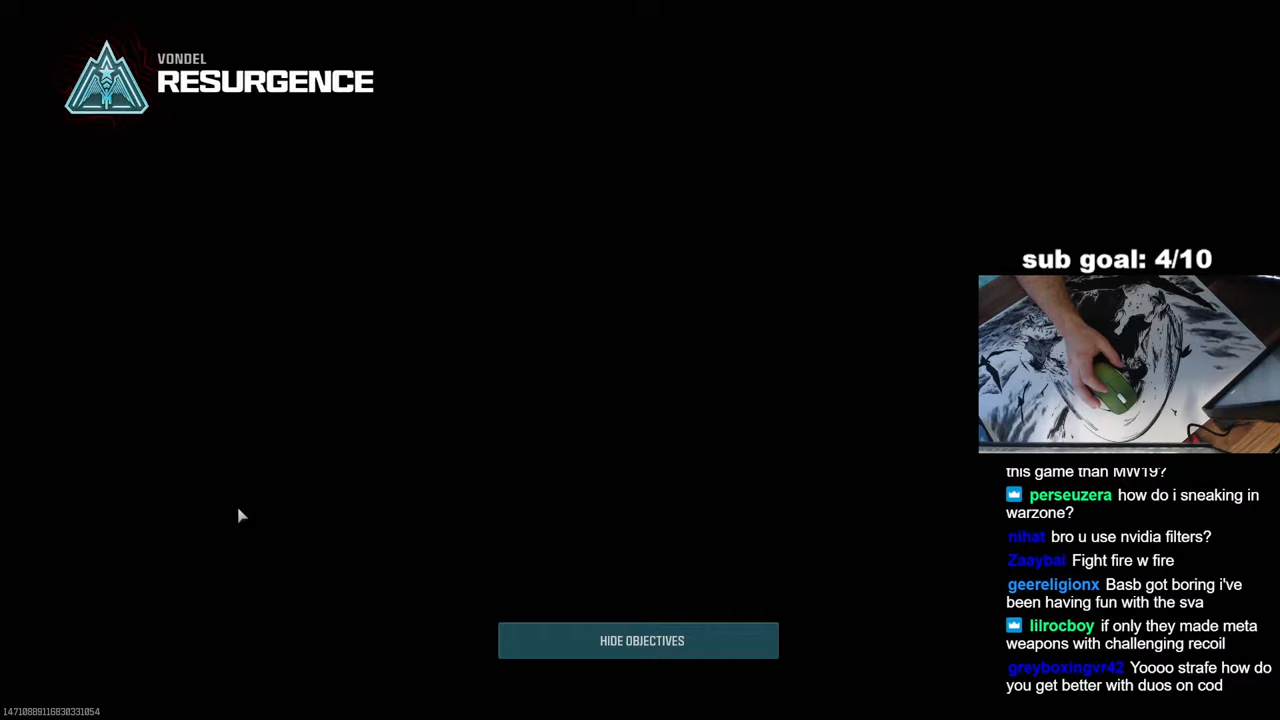 VONDEL
RESURGENCE
sub goal: 4/10
this game than MW19?
perseuzera how do i sneaking in
warzone?
nihat bro u use nvidia filters?
Zaaybal Fight fire w fire
geereligionx Basb got boring i've
been having fun with the sva
lilrocboy if only they made meta
weapons with challenging recoil
greyboxingvr42 Yoooo strafe how do
you get better with duos on cod
HIDE OBJECTIVES
14710889116830331054